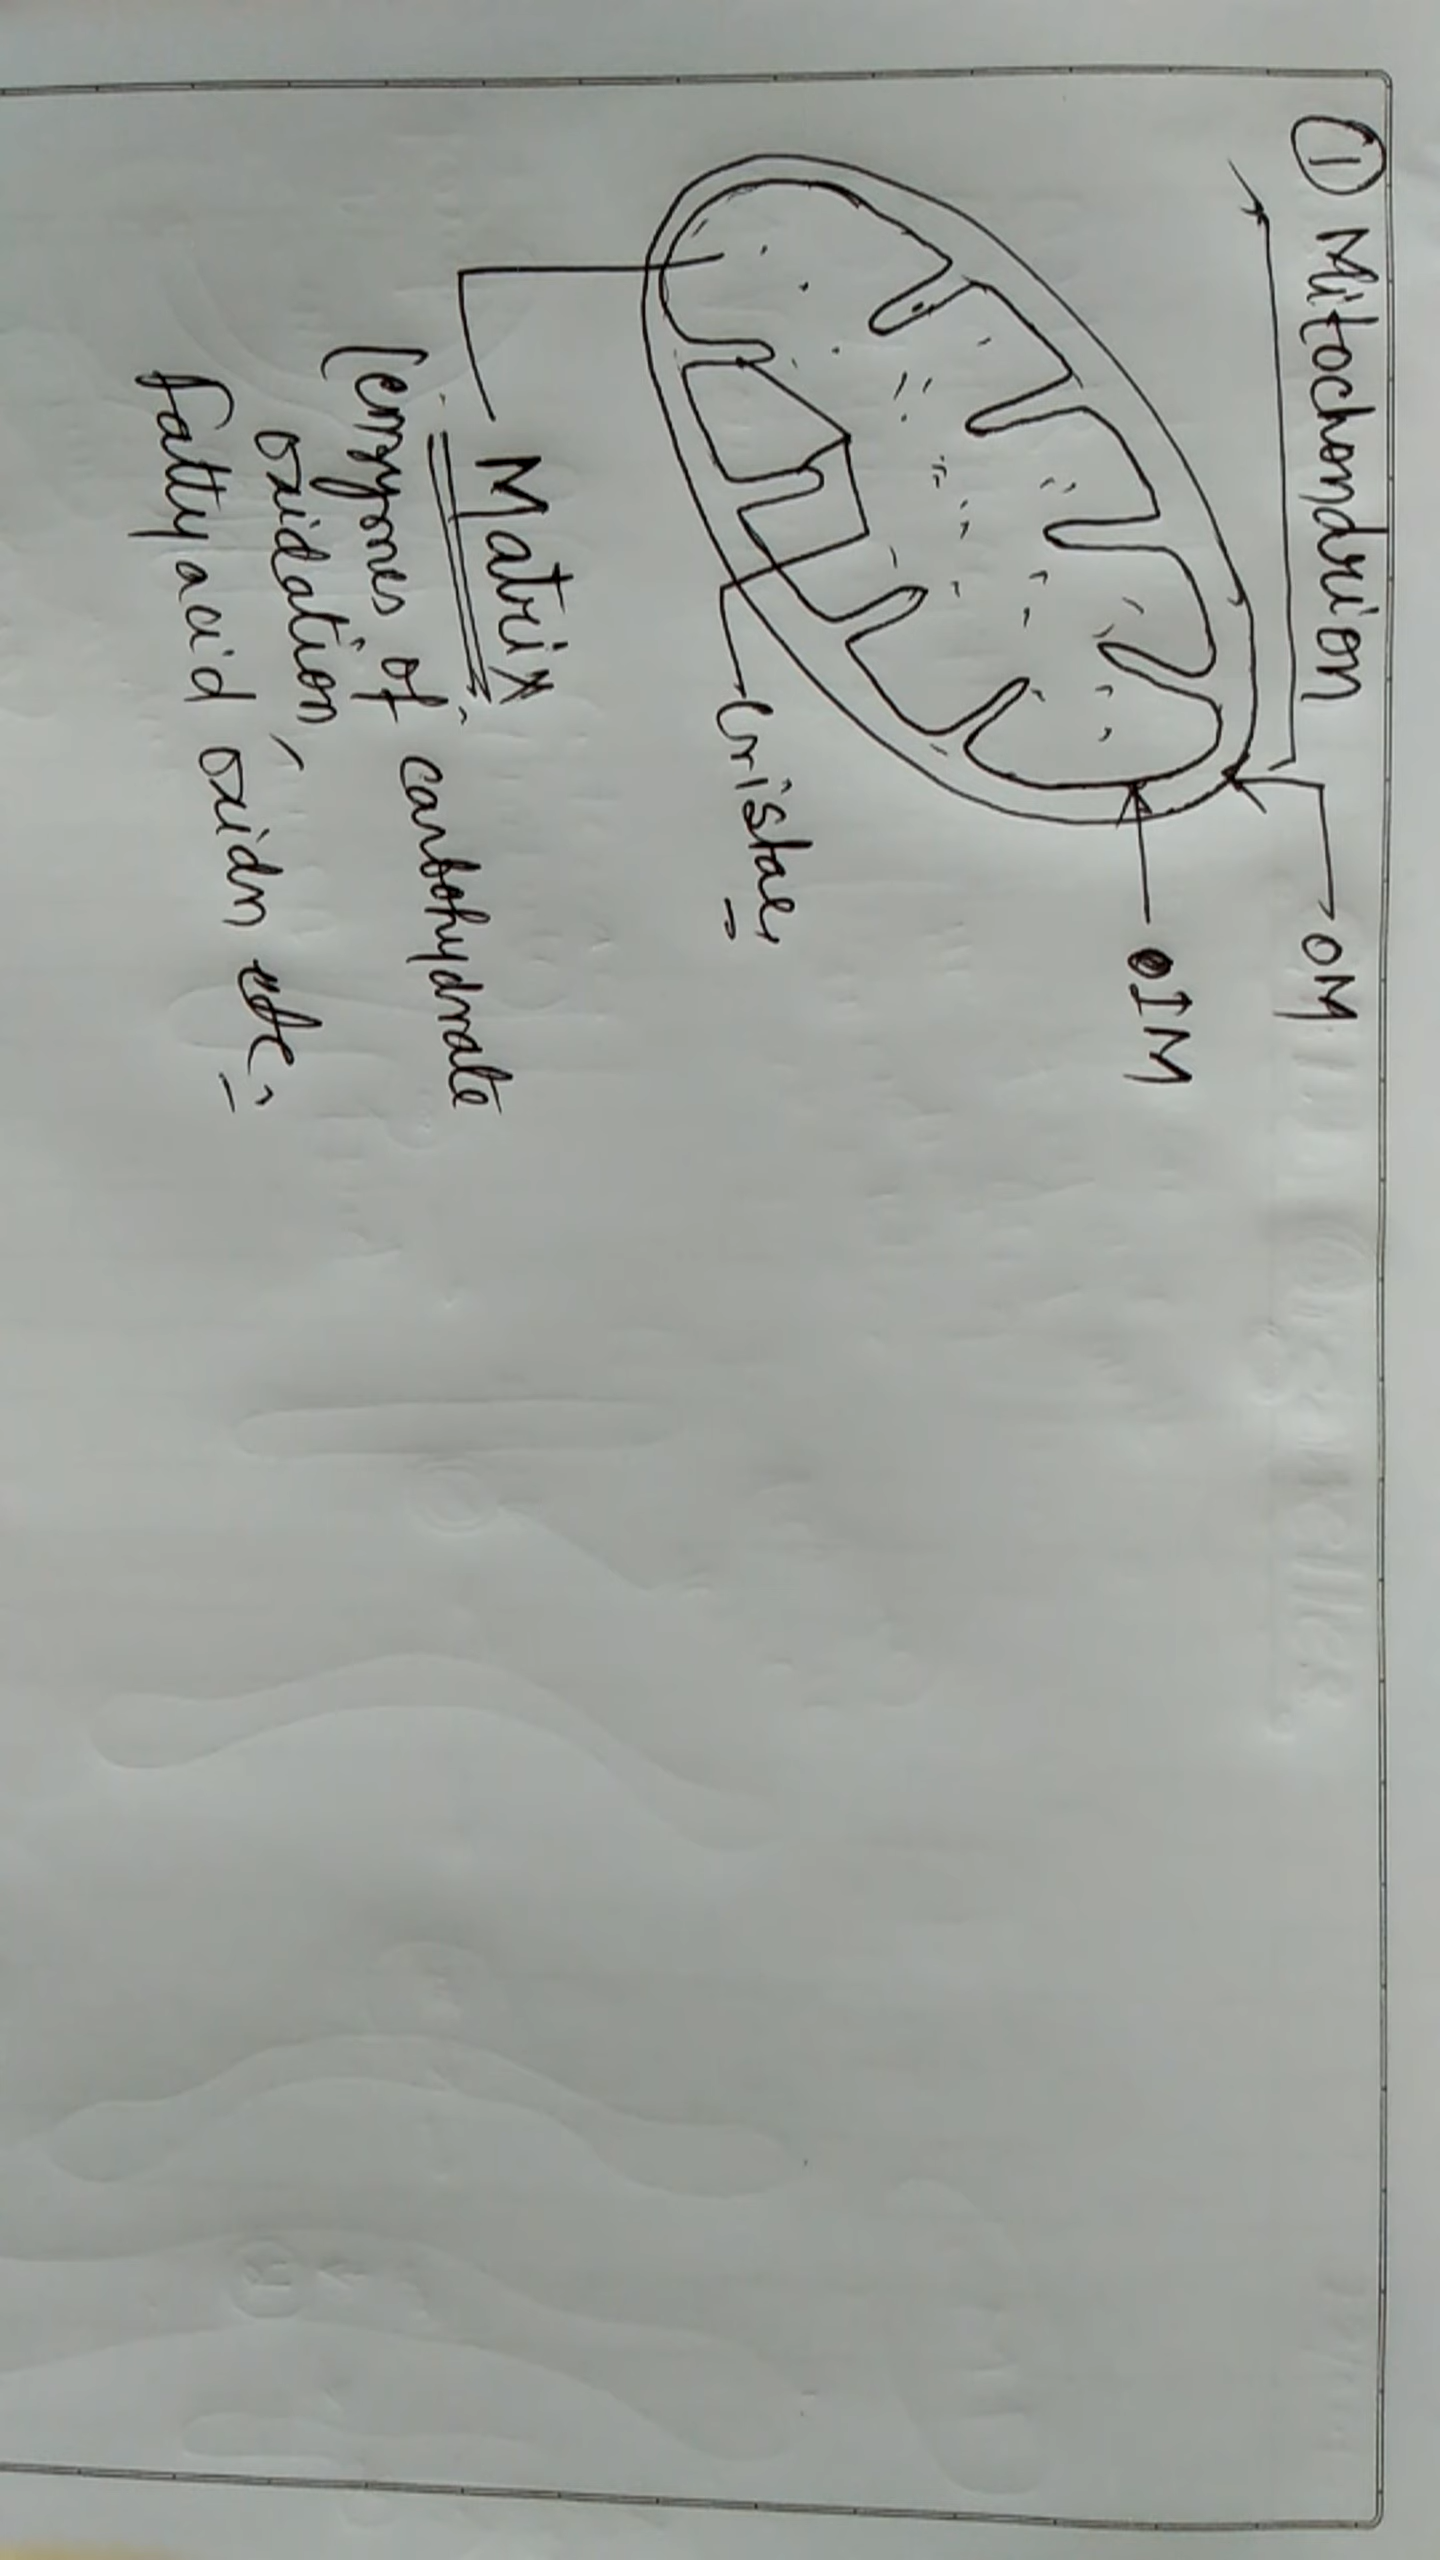 ① Mitochondrion
OM
IM
Cristae
Matrix
(enzymes of carbohydrate
oxidation,
fatty acid oxidn etc.